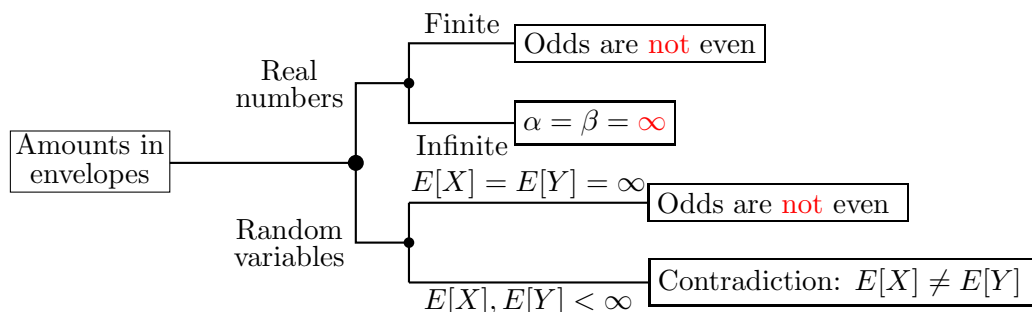 Amounts in
envelopes
Real
numbers
Finite
Odds are not even
α = β = ∞
Infinite
Random
variables
E[X] = E[Y] = ∞
Odds are not even
E[X], E[Y] < ∞
Contradiction: E[X] ≠ E[Y]